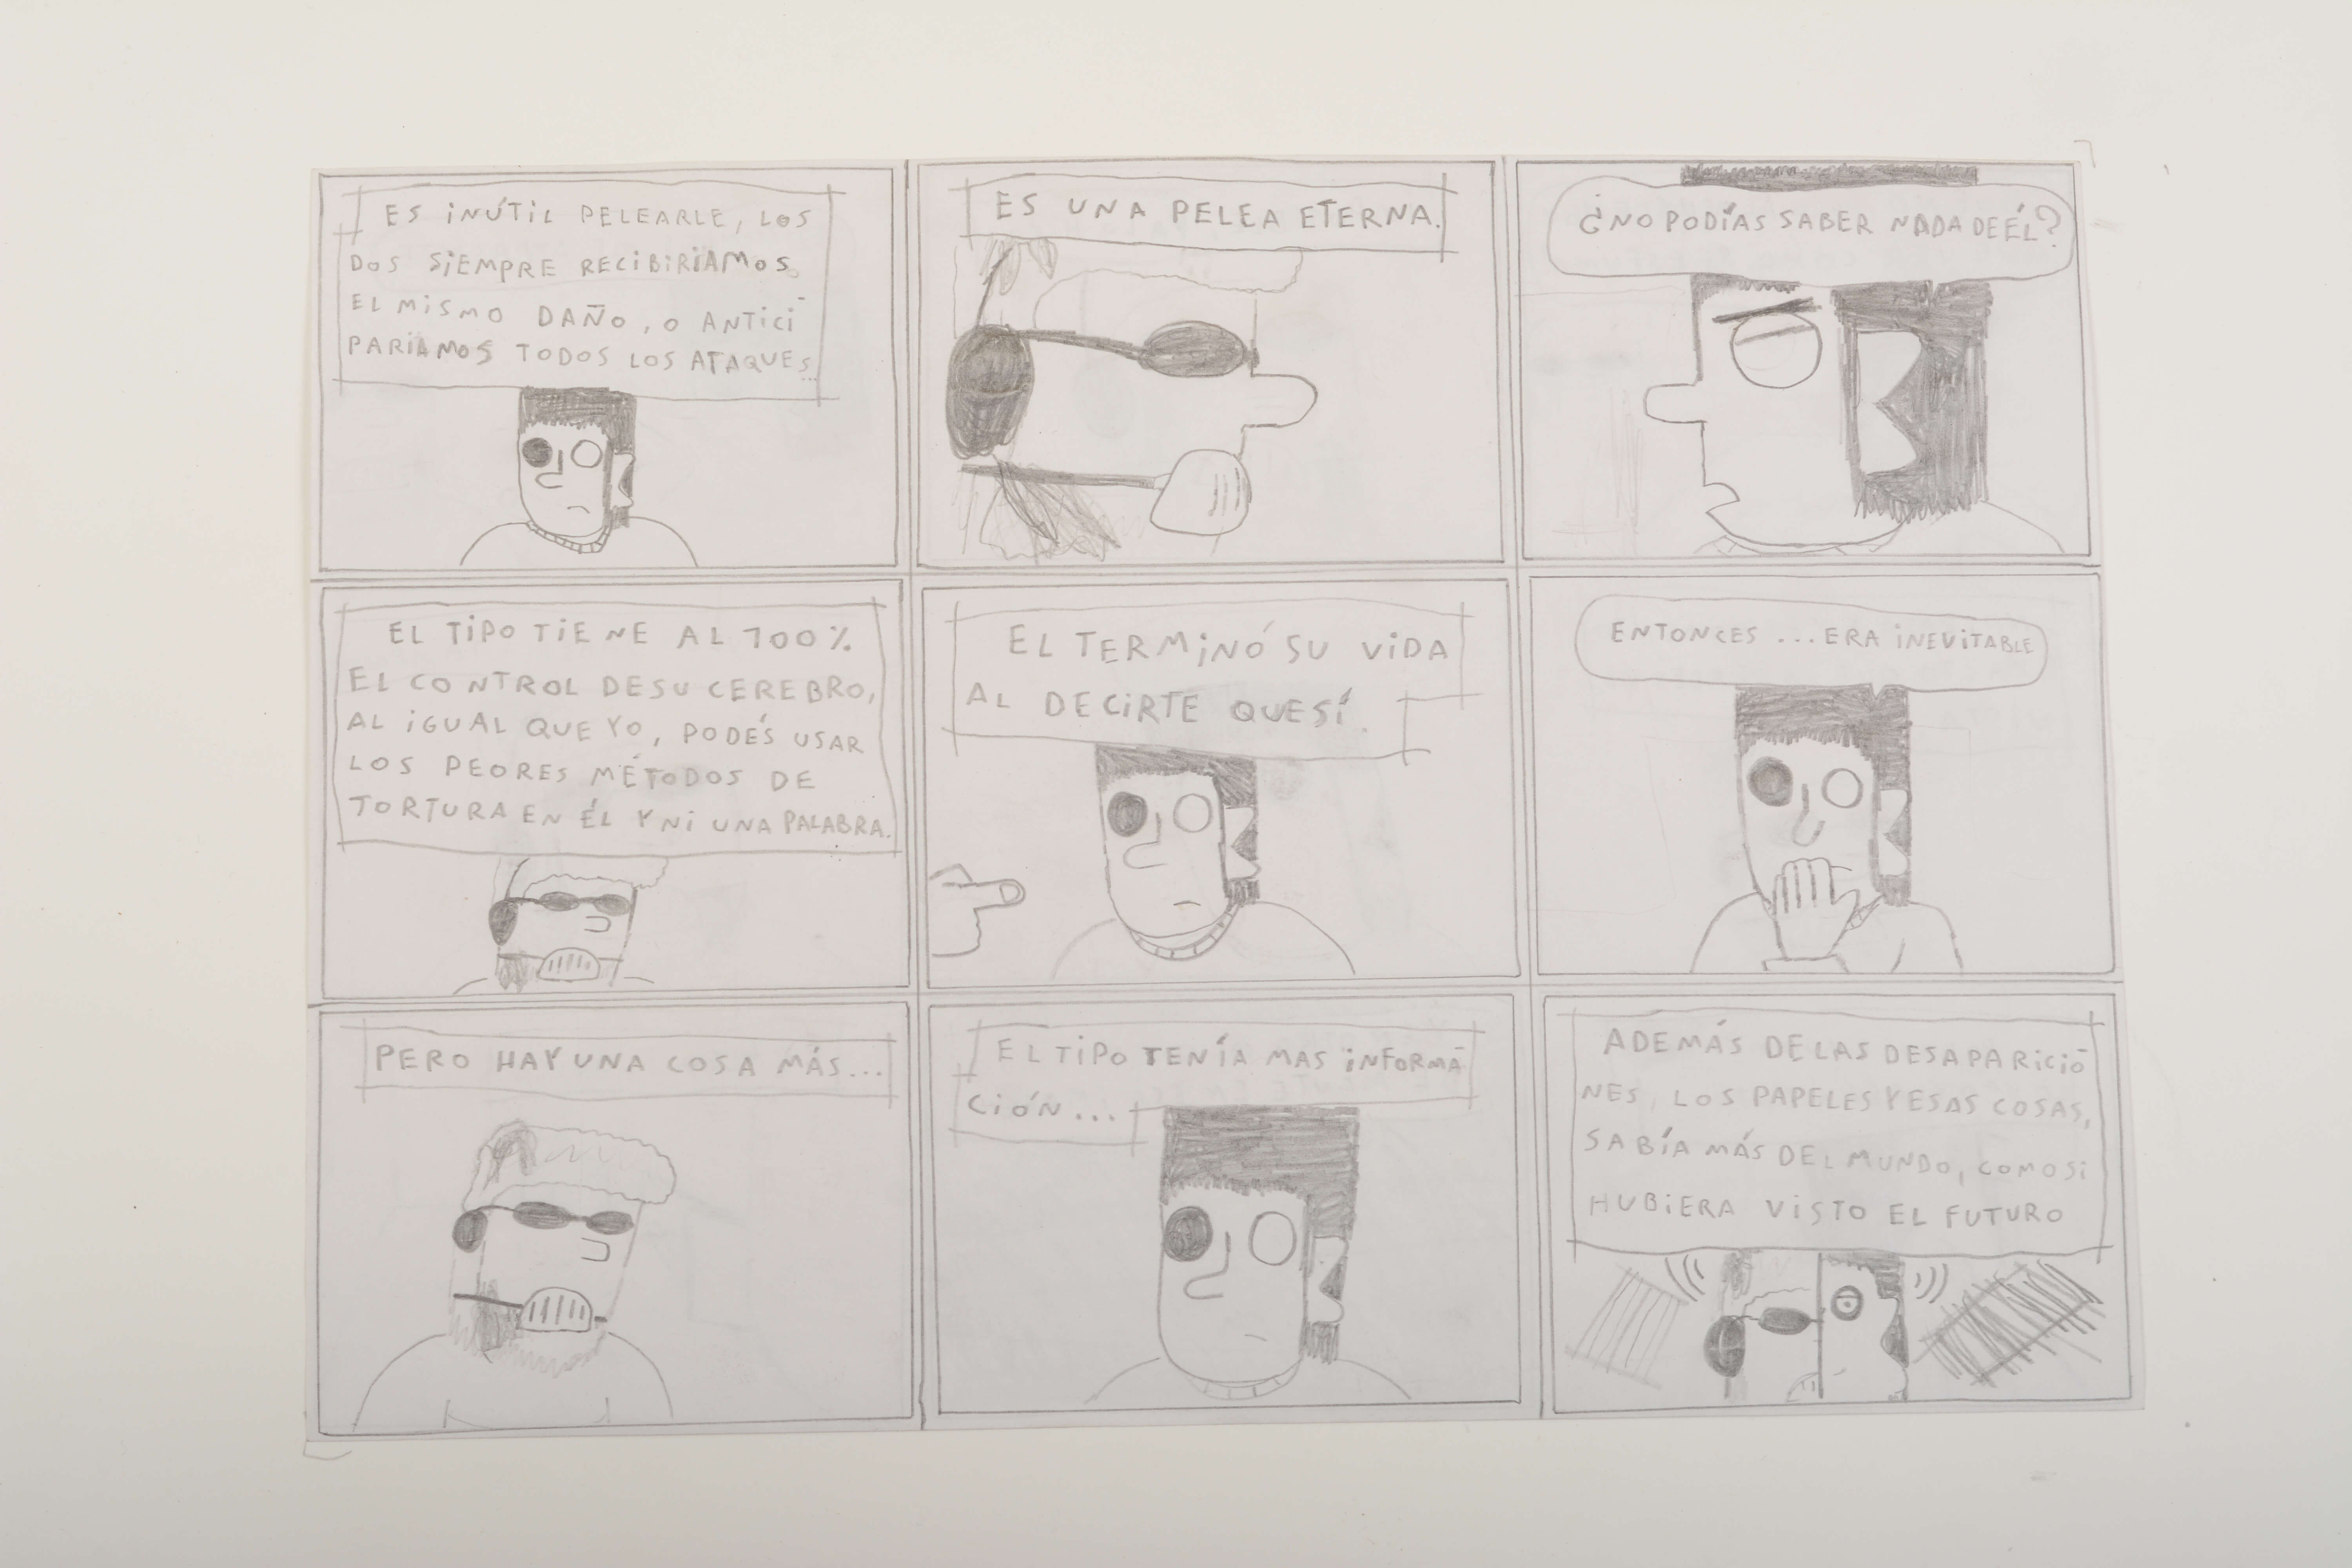 ES INÚTIL PELEARLE, LOS
DOS SIEMPRE RECIBIRIAMOS
EL MISMO DAÑO, O ANTICI-
PARIAMOS TODOS LOS ATAQUES..
ES UNA PELEA ETERNA.
¿NO PODÍAS SABER NADA DE ÉL?
EL TIPO TIENE AL 100%
EL CONTROL DE SU CEREBRO,
AL IGUAL QUE YO, PODÉS USAR
LOS PEORES MÉTODOS DE
TORTURA EN ÉL Y NI UNA PALABRA.
EL TERMINÓ SU VIDA
AL DECIRTE QUE SÍ.
ENTONCES ... ERA INEVITABLE
PERO HAY UNA COSA MÁS...
EL TIPO TENÍA MAS INFORMA-
CIÓN...
ADEMÁS DE LAS DESAPARICIO-
NES, LOS PAPELES Y ESAS COSAS,
SABÍA MÁS DEL MUNDO, COMO SI
HUBIERA VISTO EL FUTURO